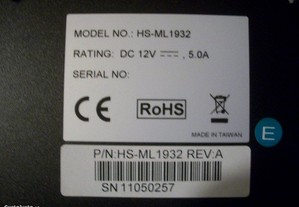 MODEL NO.: HS-ML1932
RATING: DC 12V ⎓ , 5.0A
SERIAL NO:
CE RoHS
MADE IN TAIWAN
E
P/N:HS-ML1932 REV:A
SN 11050257